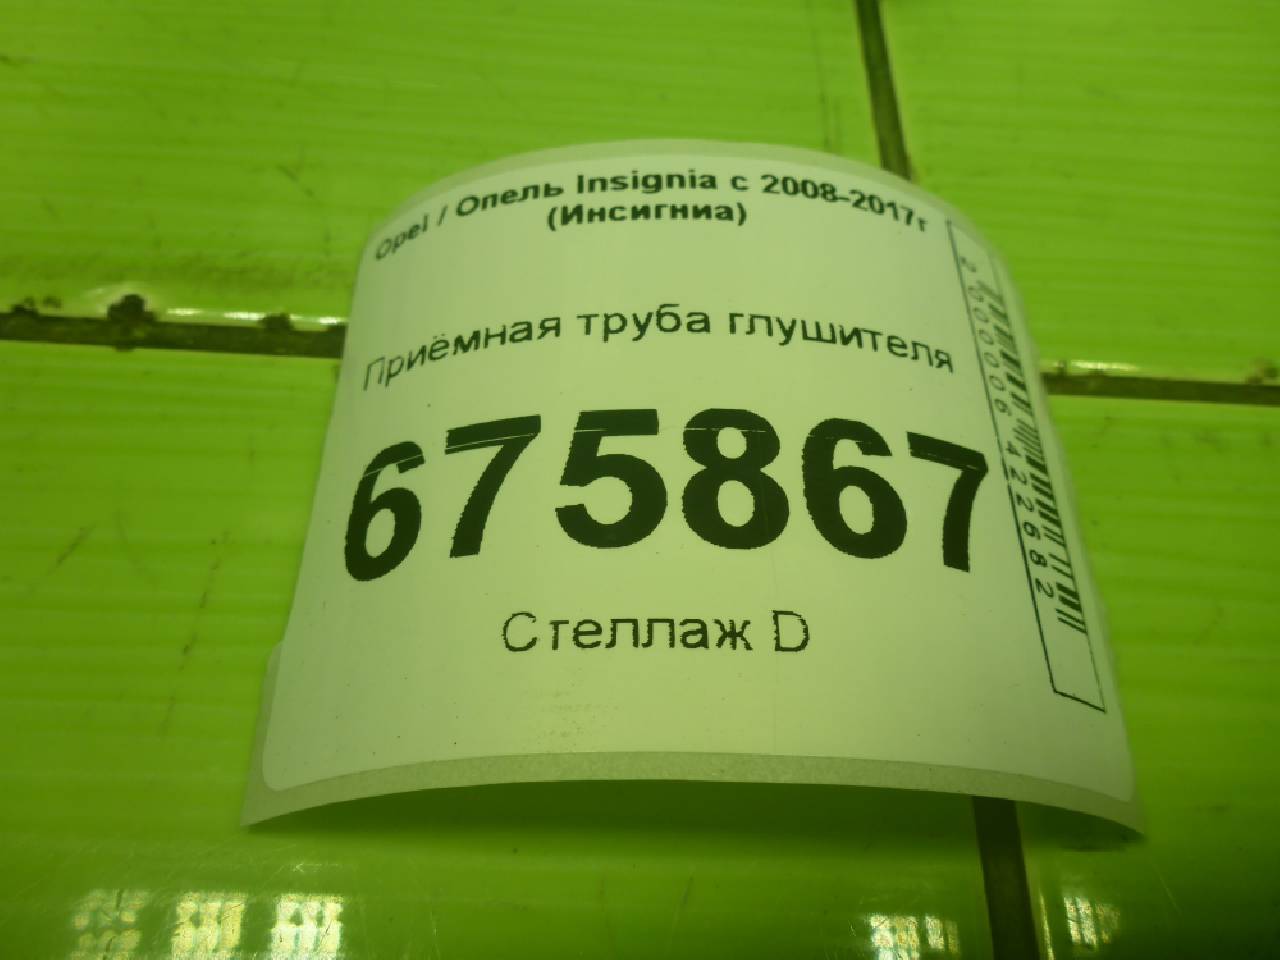 Opel / Опель Insignia с 2008-2017г
(Инсигниа)
Приёмная труба глушителя
675867
Стеллаж D
2000006422682